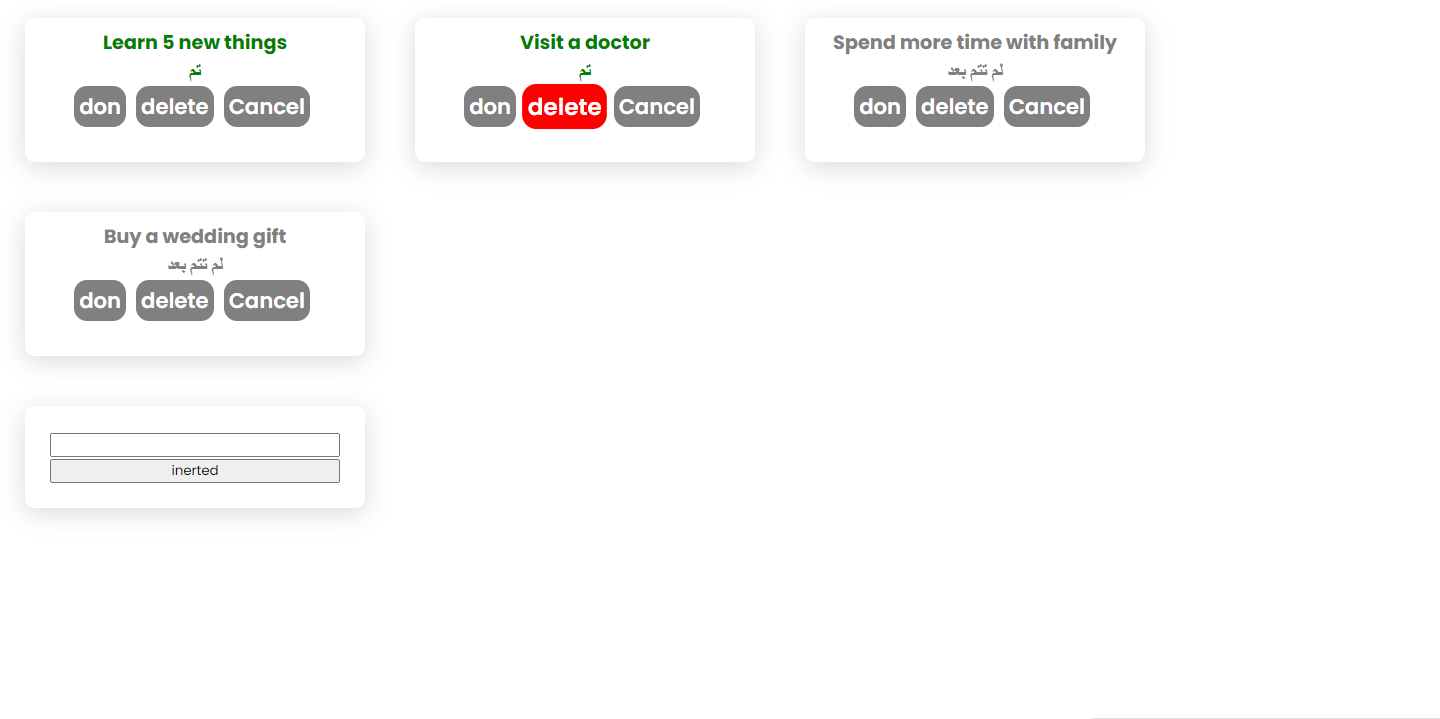 Learn 5 new things
تم
don delete Cancel
Visit a doctor
تم
don delete Cancel
Spend more time with family
لم تتم بعد
don delete Cancel
Buy a wedding gift
لم تتم بعد
don delete Cancel
inerted